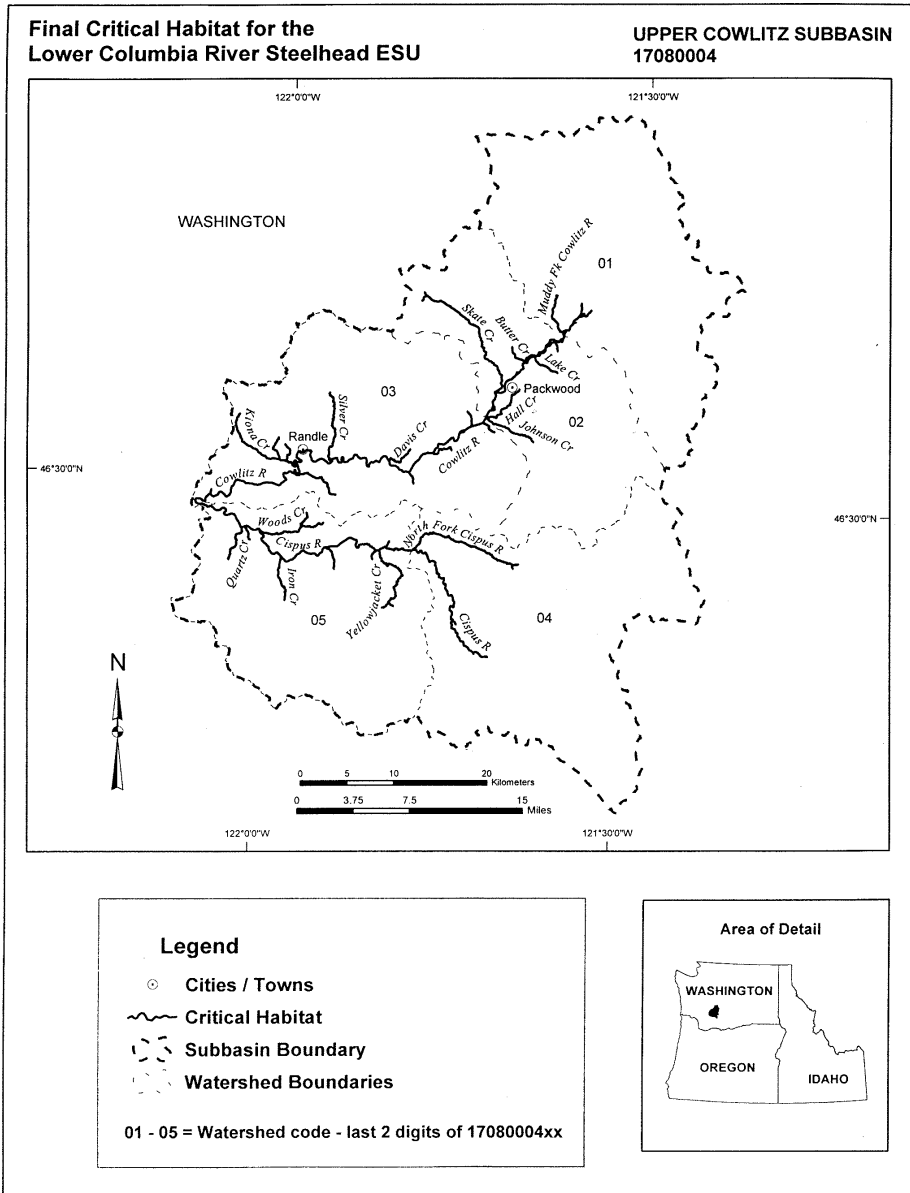 Final Critical Habitat for the
Lower Columbia River Steelhead ESU
UPPER COWLITZ SUBBASIN
17080004
122°0'0"W
121°30'0"W
WASHINGTON
01
Muddy Fk Cowlitz R
Skate Cr
Butter Cr
Lake Cr
Packwood
03
02
Hall Cr
Johnson Cr
Silver Cr
Kiona Cr
Randle
Davis Cr
Cowlitz R
Cowlitz R
46°30'0"N
46°30'0"N
Woods Cr
North Fork Cispus R
Cispus R
Quartz Cr
Iron Cr
Yellowjacket Cr
05
04
Cispus R
N
0 5 10 20
Kilometers
0 3.75 7.5 15
Miles
122°0'0"W
121°30'0"W
Legend
Cities / Towns
Critical Habitat
Subbasin Boundary
Watershed Boundaries
01 - 05 = Watershed code - last 2 digits of 17080004xx
Area of Detail
WASHINGTON
OREGON
IDAHO